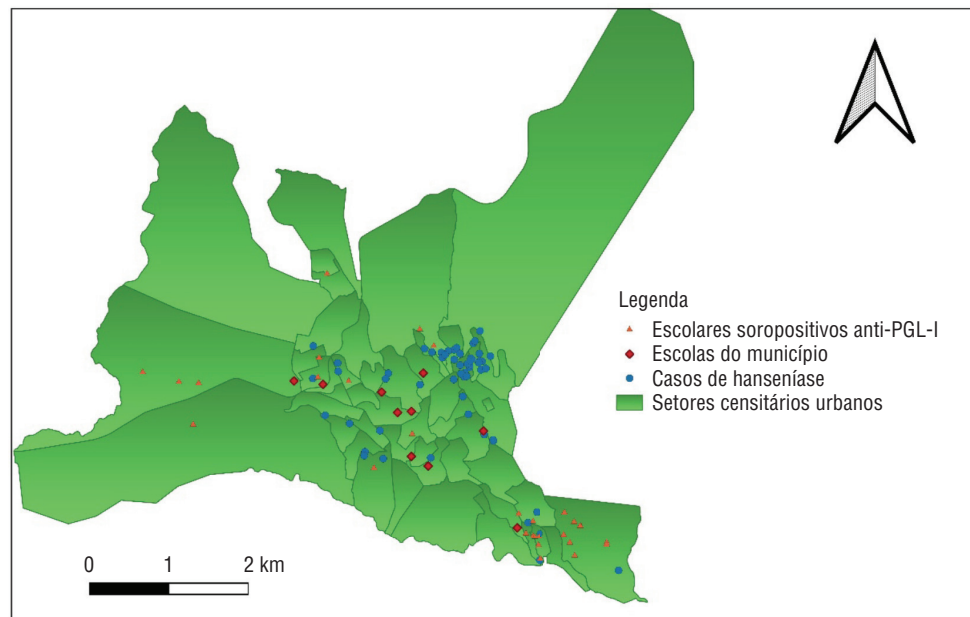 Legenda
Escolares soropositivos anti-PGL-I
Escolas do município
Casos de hanseníase
Setores censitários urbanos
0 1 2 km